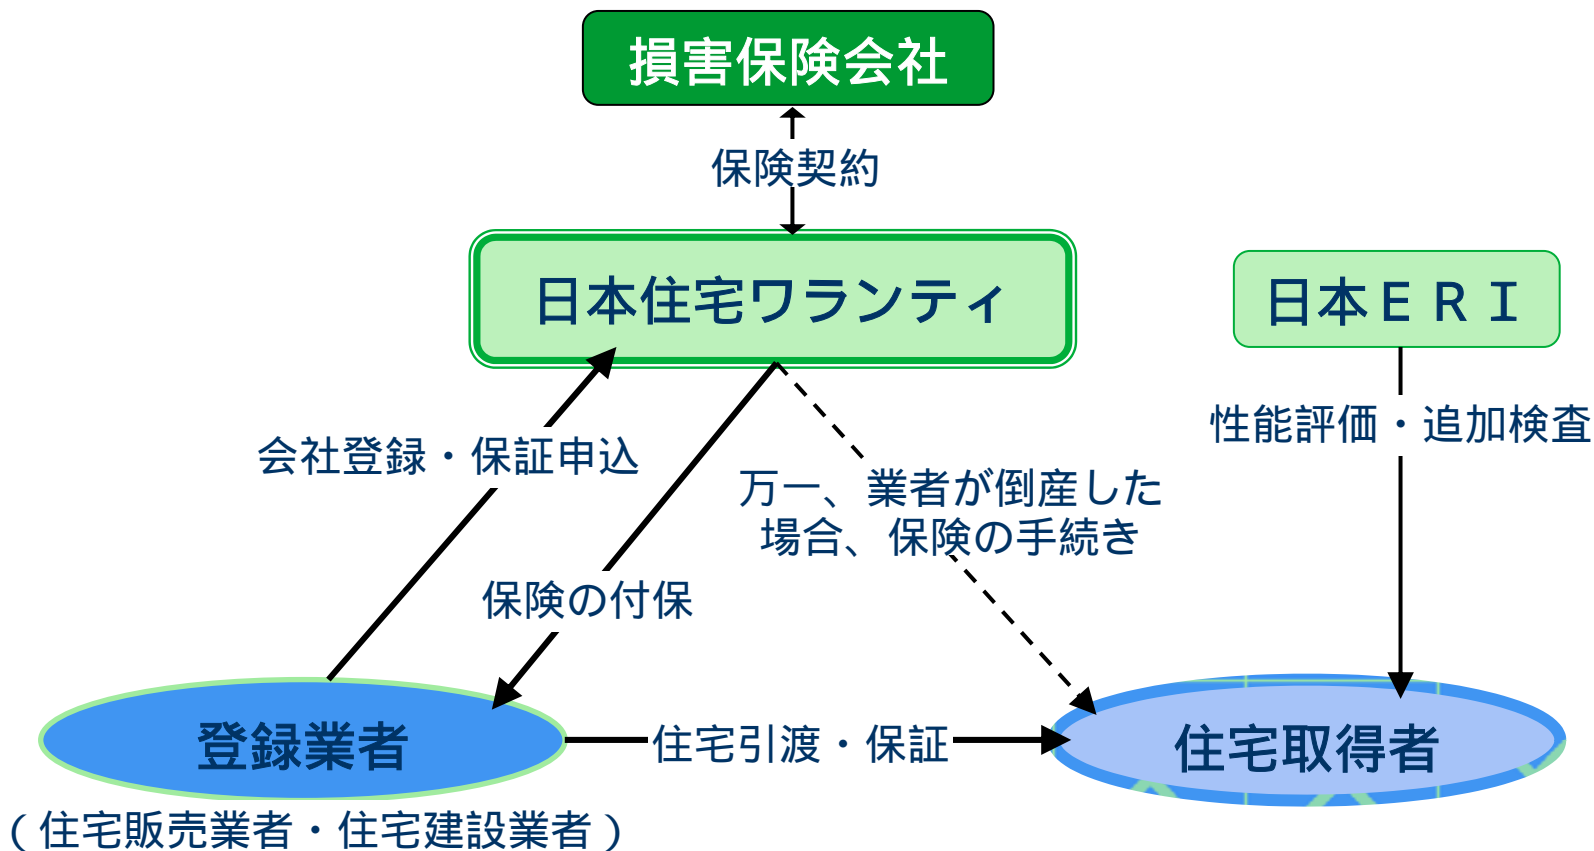 損害保険会社
保険契約
日本住宅ワランティ
日本ＥＲＩ
性能評価・追加検査
会社登録・保証申込
万一、業者が倒産した
場合、保険の手続き
保険の付保
登録業者
住宅引渡・保証
住宅取得者
（住宅販売業者・住宅建設業者）